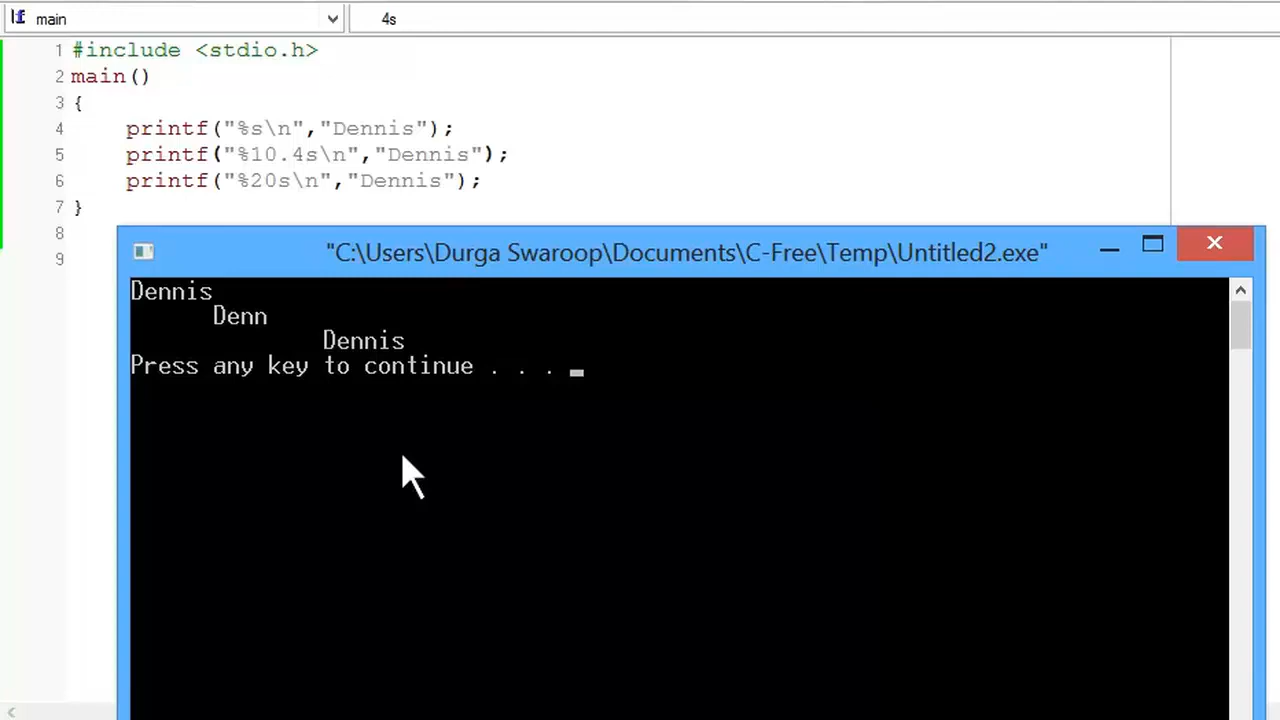 main 4s
1 #include <stdio.h>
2 main()
3 {
4 printf("%s\n","Dennis");
5 printf("%10.4s\n","Dennis");
6 printf("%20s\n","Dennis");
7 }
8
9
"C:\Users\Durga Swaroop\Documents\C-Free\Temp\Untitled2.exe"
Dennis
Denn
Dennis
Press any key to continue . . .